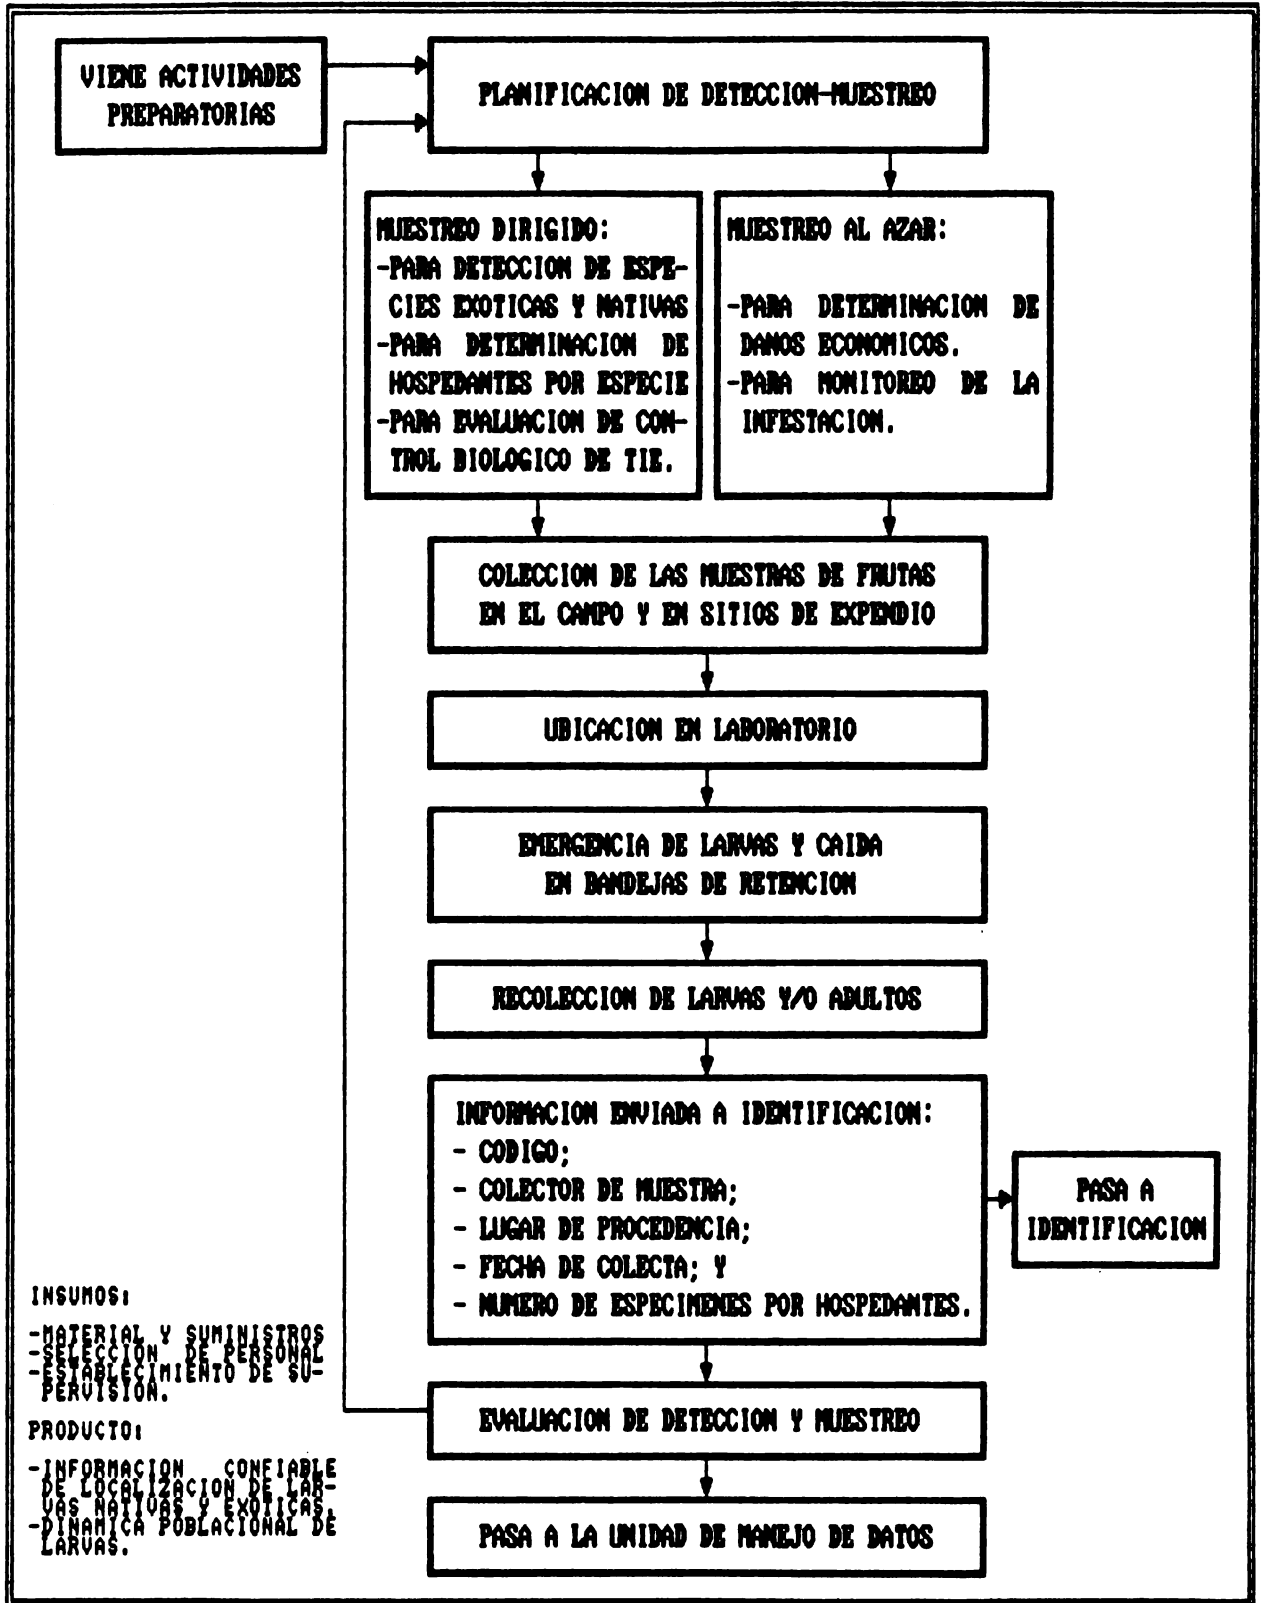 VIENE ACTIVIDADES
PREPARATORIAS
PLANIFICACION DE DETECCION-MUESTREO
MUESTREO DIRIGIDO:
-PARA DETECCION DE ESPE-
CIES EXOTICAS Y NATIVAS
-PARA DETERMINACION DE
HOSPEDANTES POR ESPECIE
-PARA EVALUACION DE CON-
TROL BIOLOGICO DE TIE.
MUESTREO AL AZAR:
-PARA DETERMINACION DE
DANOS ECONOMICOS.
-PARA MONITOREO DE LA
INFESTACION.
COLECCION DE LAS MUESTRAS DE FRUTAS
EN EL CAMPO Y EN SITIOS DE EXPENDIO
UBICACION EN LABORATORIO
EMERGENCIA DE LARVAS Y CAIDA
EN BANDEJAS DE RETENCION
RECOLECCION DE LARVAS Y/O ADULTOS
INFORMACION ENVIADA A IDENTIFICACION:
- CODIGO;
- COLECTOR DE MUESTRA;
- LUGAR DE PROCEDENCIA;
- FECHA DE COLECTA; Y
- NUMERO DE ESPECIMENES POR HOSPEDANTES.
PASA A
IDENTIFICACION
EVALUACION DE DETECCION Y MUESTREO
PASA A LA UNIDAD DE MANEJO DE DATOS
INSUMOS:
-MATERIAL Y SUMINISTROS
-SELECCION DE PERSONAL
-ESTABLECIMIENTO DE SU-
PERVISION.
PRODUCTO:
-INFORMACION CONFIABLE
DE LOCALIZACION DE LAR-
VAS NATIVAS Y EXOTICAS.
-DINAMICA POBLACIONAL DE
LARVAS.